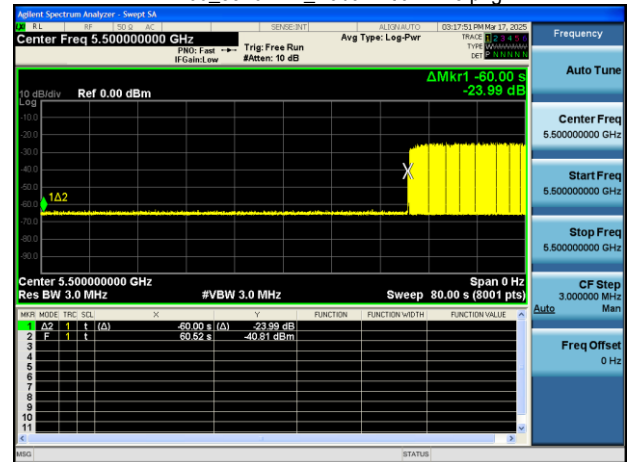 Agilent Spectrum Analyzer - Swept SA
RL RF 50 Ω AC SENSE:INT ALIGNAUTO 03:17:51 PM Mar 17, 2025
Center Freq 5.500000000 GHz
PNO: Fast
IFGain:Low
Trig: Free Run
#Atten: 10 dB
Avg Type: Log-Pwr
TRACE 1 2 3 4 5 6
TYPE
DET P N N N N N
ΔMkr1 -60.00 s
-23.99 dB
10 dB/div Ref 0.00 dBm
Log
-10.0
-20.0
-30.0
-40.0
-50.0
-60.0
-70.0
-80.0
-90.0
1Δ2
X
Center 5.500000000 GHz Span 0 Hz
Res BW 3.0 MHz #VBW 3.0 MHz Sweep 80.00 s (8001 pts)
MKR MODE TRC SCL X Y FUNCTION FUNCTION WIDTH FUNCTION VALUE
1 Δ2 1 t (Δ) -60.00 s (Δ) -23.99 dB
2 F 1 t 60.52 s -40.81 dBm
3
4
5
6
7
8
9
10
11
MSG STATUS
Frequency
Auto Tune
Center Freq
5.500000000 GHz
Start Freq
5.500000000 GHz
Stop Freq
5.500000000 GHz
CF Step
3.000000 MHz
Auto Man
Freq Offset
0 Hz